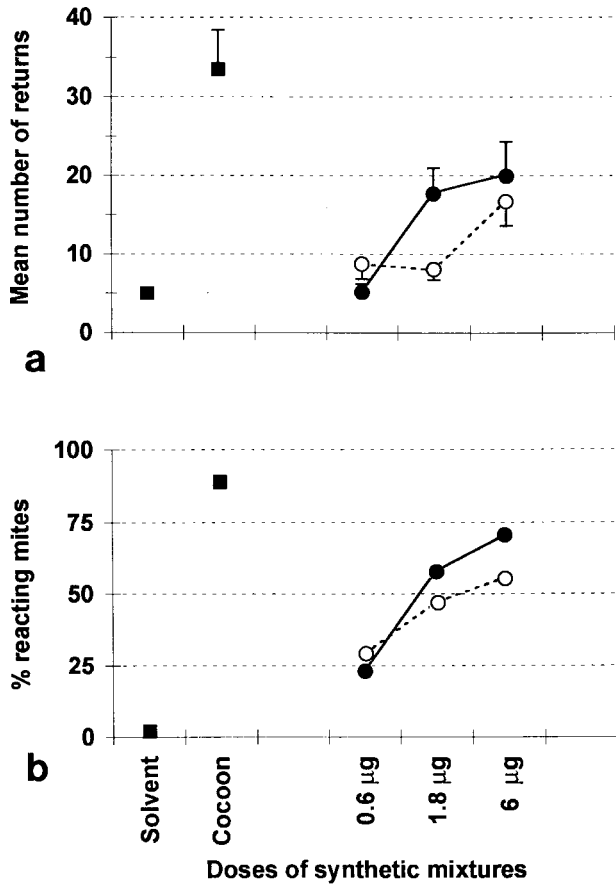 40
30
20
10
0
Mean number of returns
a
100
75
50
25
0
% reacting mites
b
Solvent
Cocoon
0.6 µg
1.8 µg
6 µg
Doses of synthetic mixtures